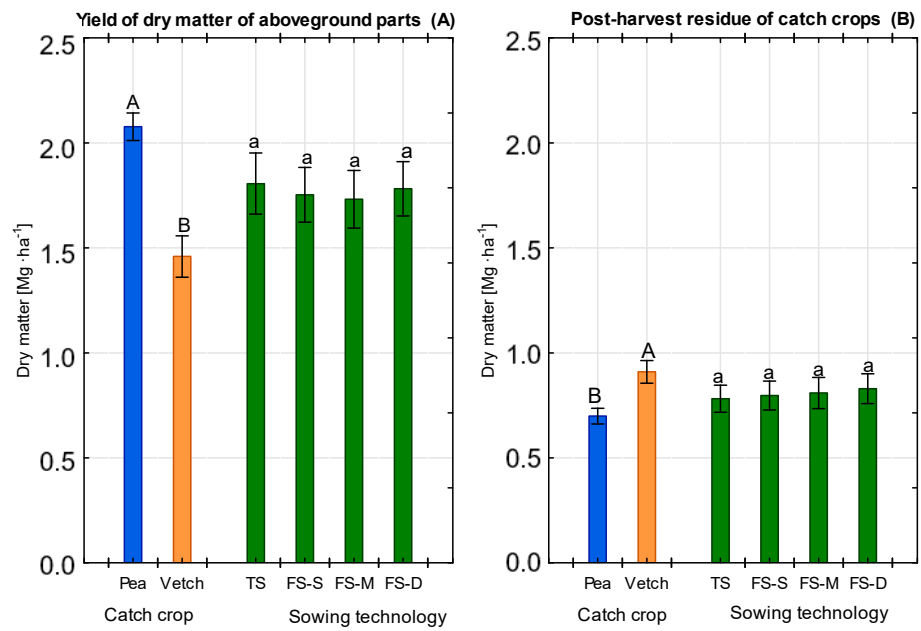 Yield of dry matter of aboveground parts (A)
Dry matter [Mg ·ha⁻¹]
2.5
2.0
1.5
1.0
0.5
0.0
A
B
a
a
a
a
Pea Vetch TS FS-S FS-M FS-D
Catch crop Sowing technology
Post-harvest residue of catch crops (B)
Dry matter [Mg ·ha⁻¹]
2.5
2.0
1.5
1.0
0.5
0.0
B
A
a
a
a
a
Pea Vetch TS FS-S FS-M FS-D
Catch crop Sowing technology